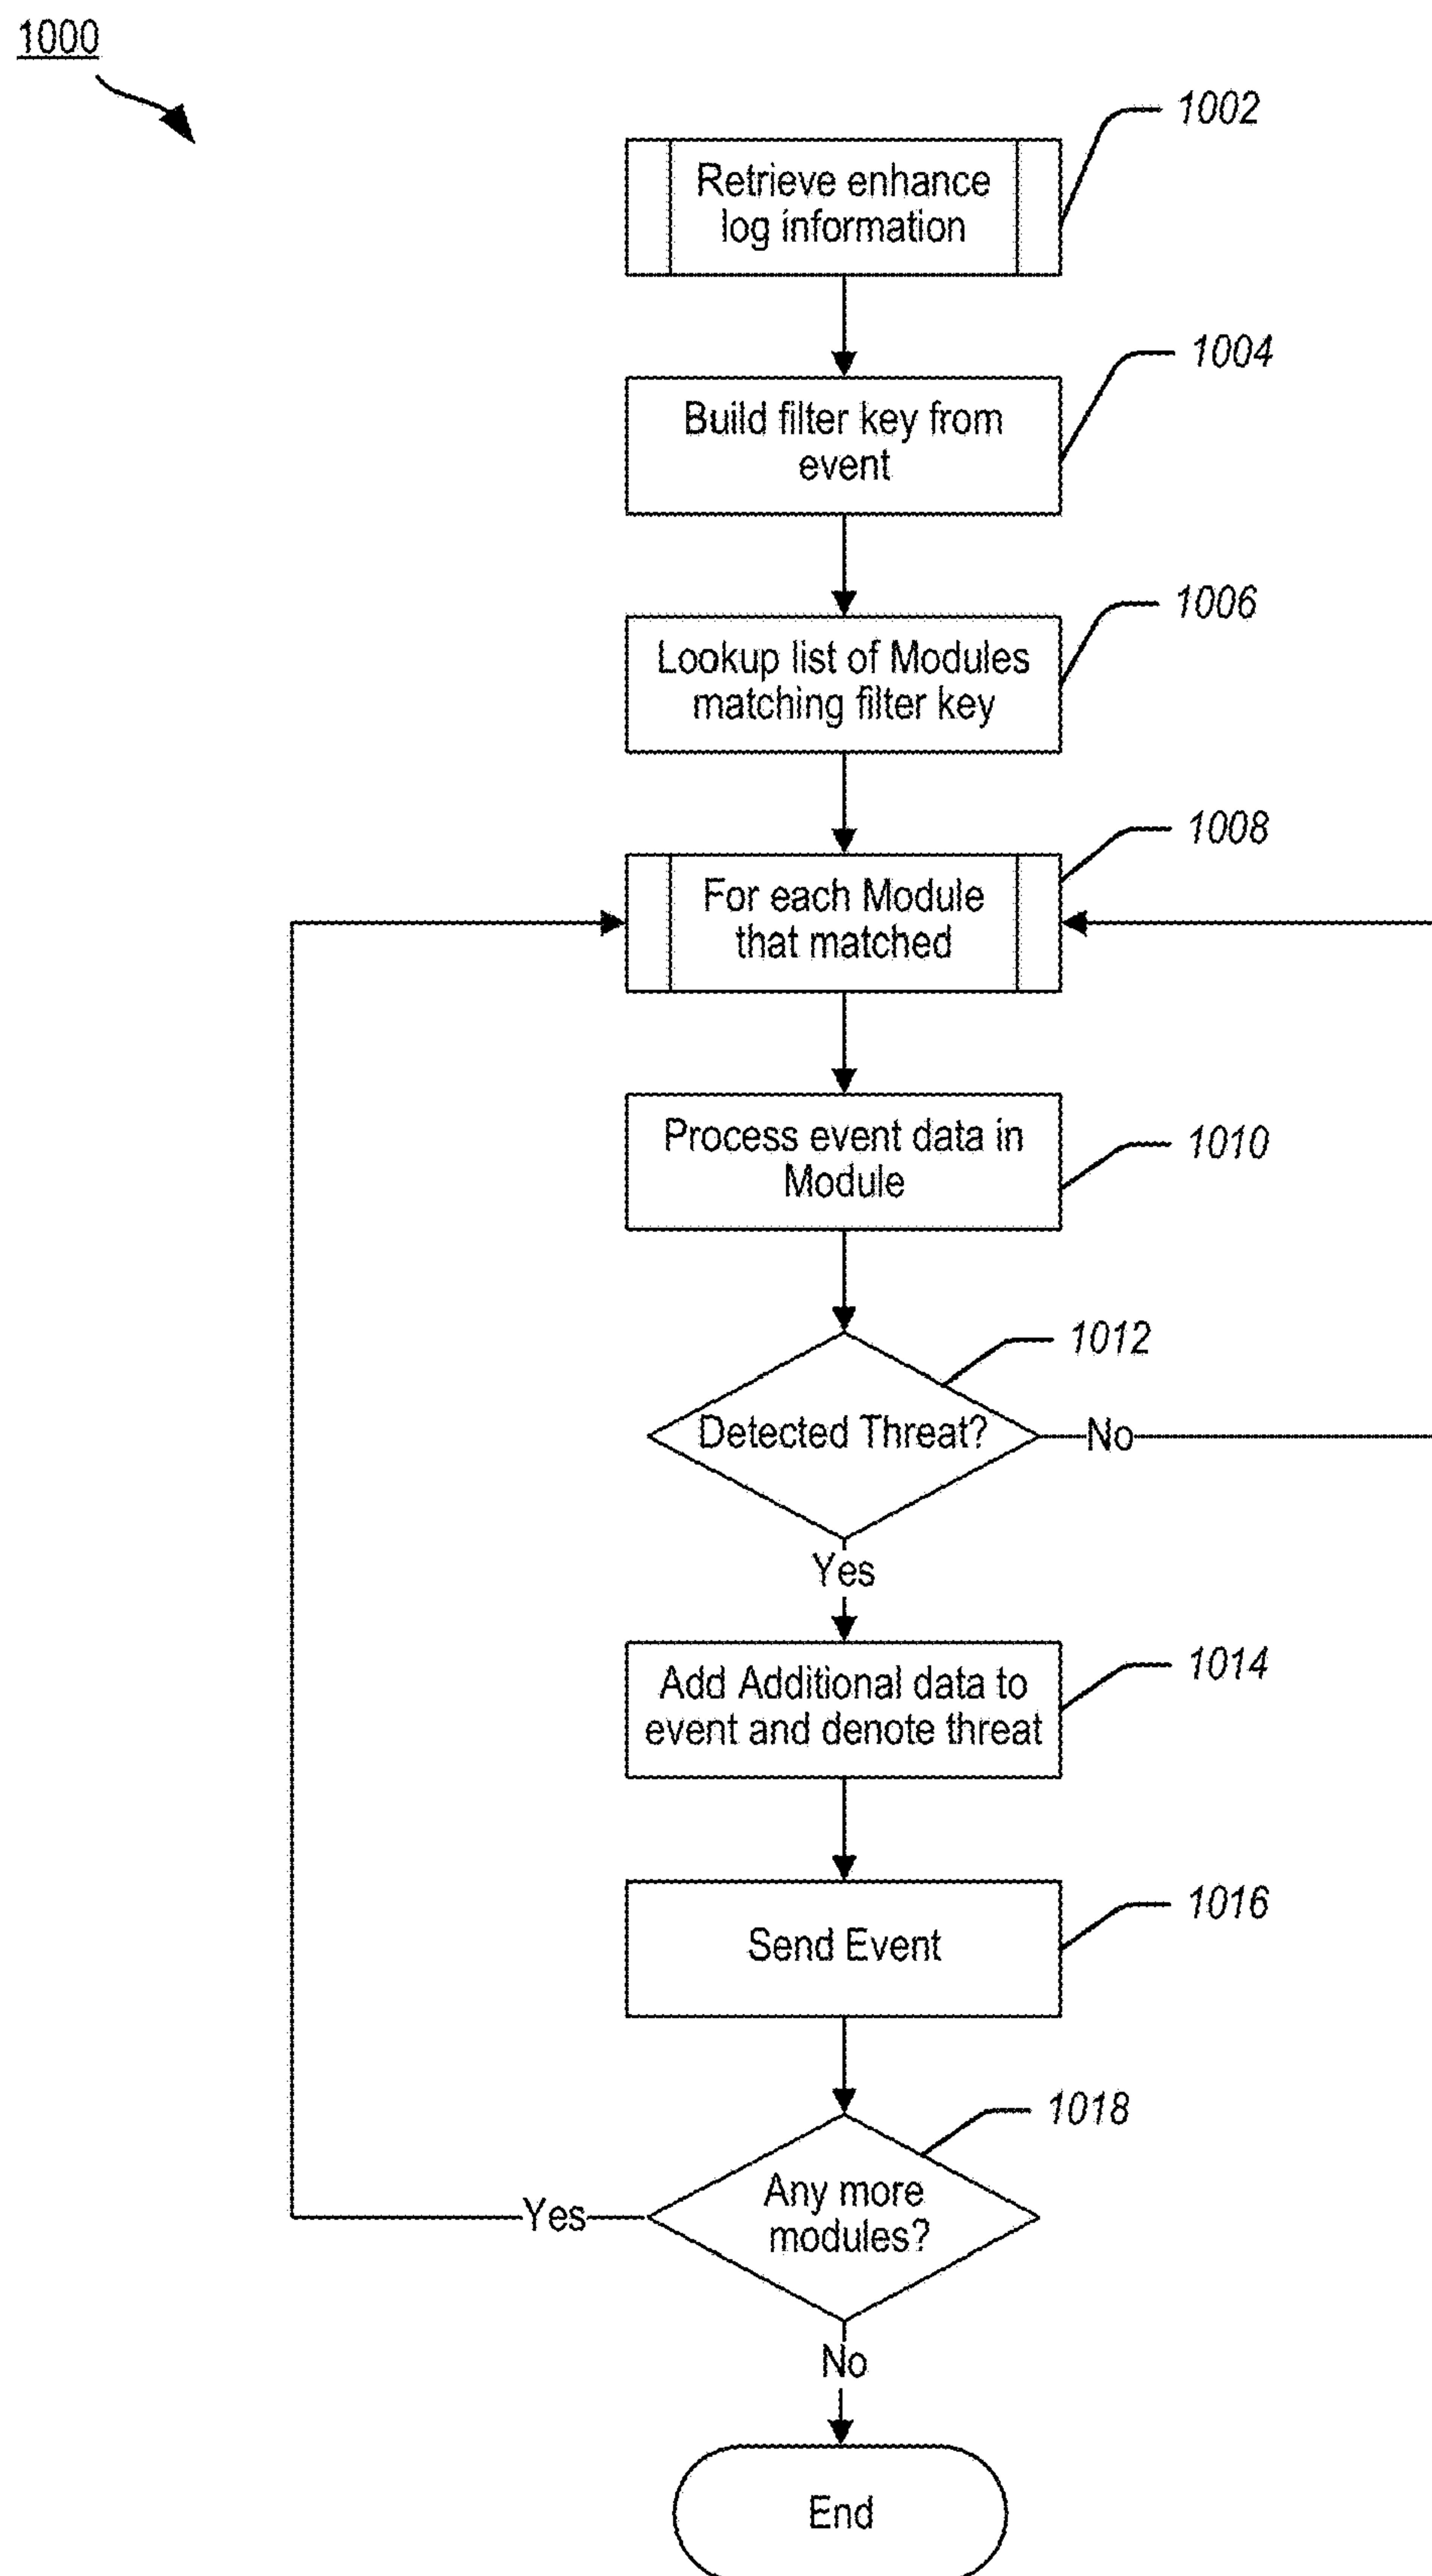 1000
1002
Retrieve enhance
log information
1004
Build filter key from
event
1006
Lookup list of Modules
matching filter key
1008
For each Module
that matched
Process event data in
Module
1010
1012
Detected Threat?
No
Yes
1014
Add Additional data to
event and denote threat
1016
Send Event
1018
Any more
modules?
Yes
No
End